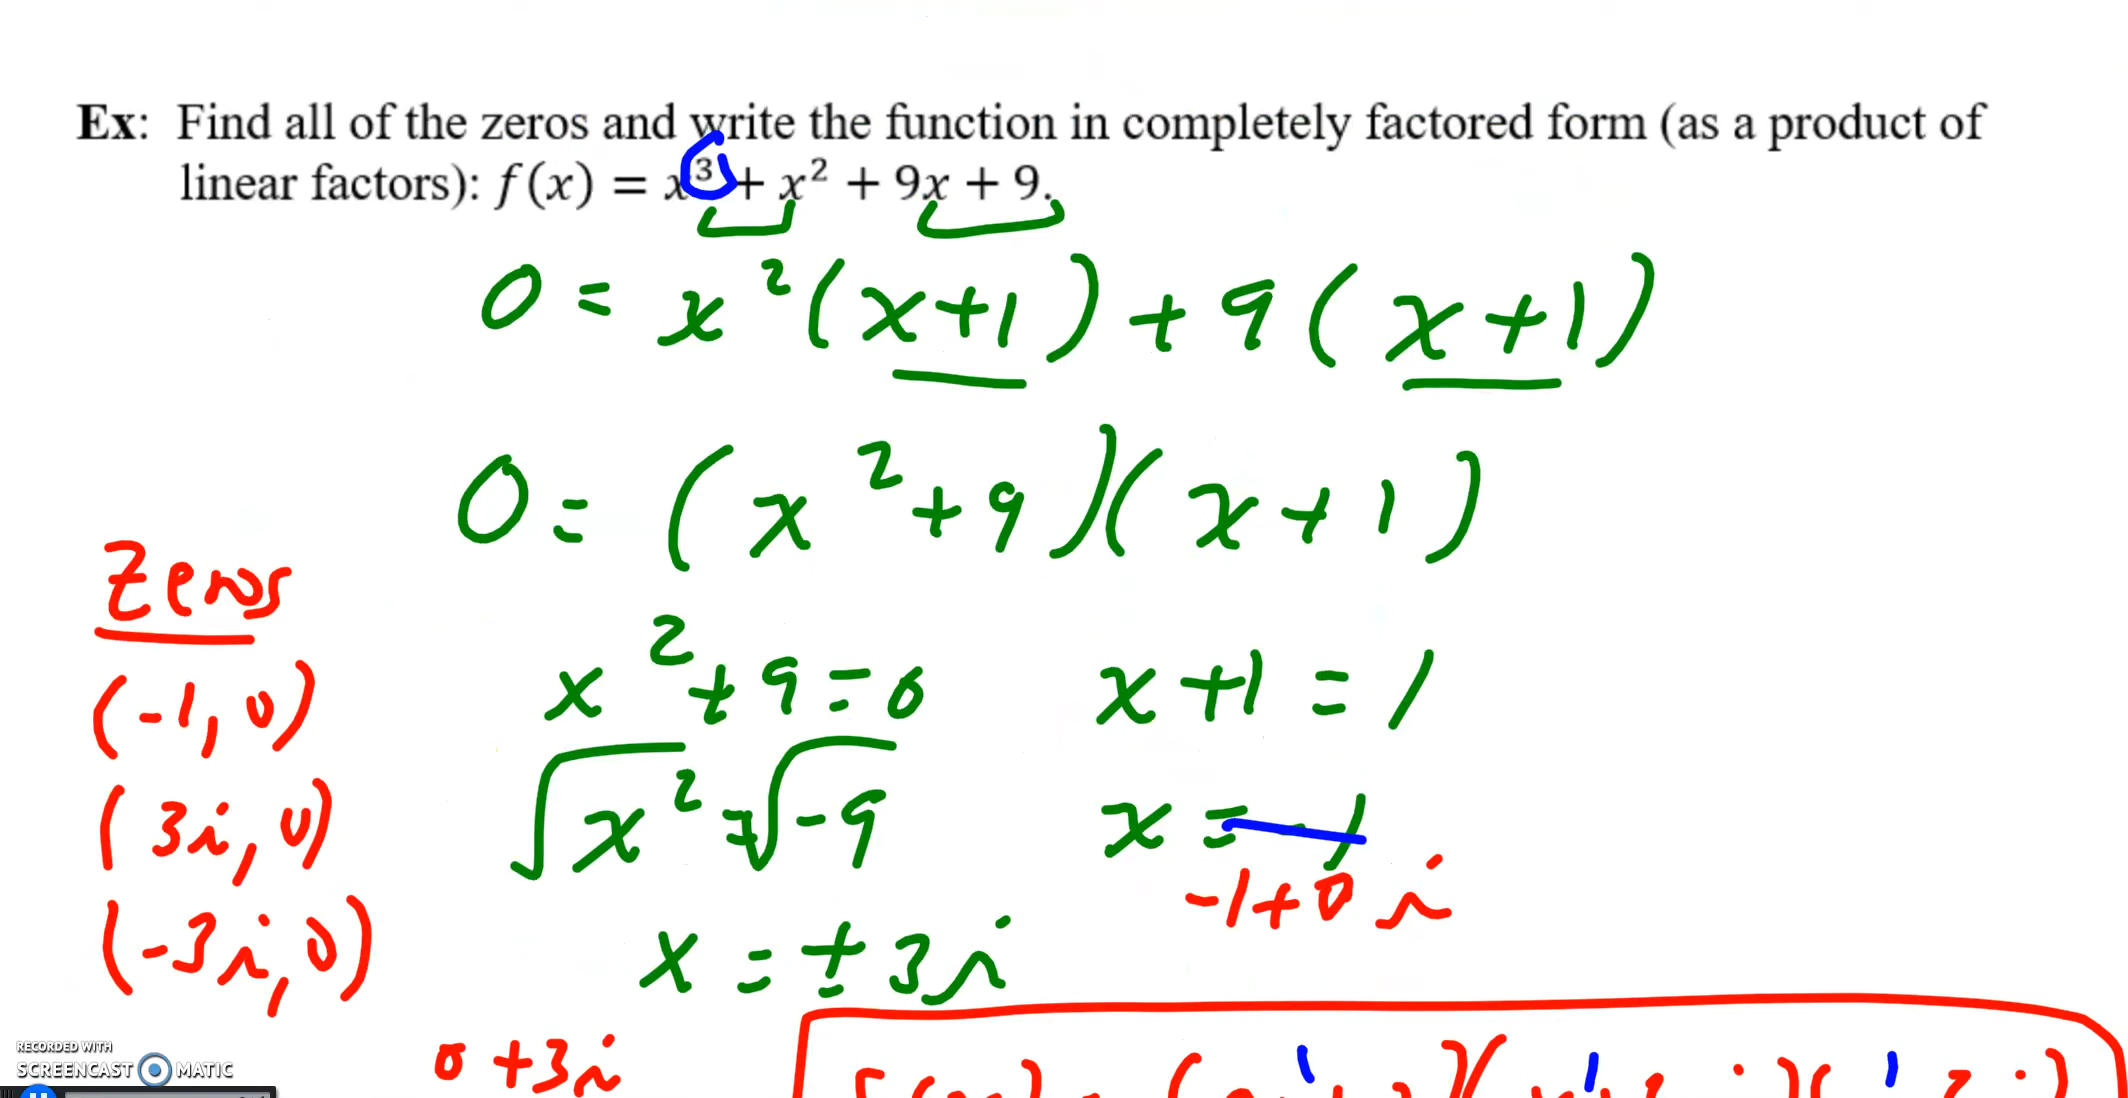 Ex: Find all of the zeros and write the function in completely factored form (as a product of
linear factors): f(x) = x³ + x² + 9x + 9.
0 = x²(x+1) + 9(x+1)
0 = (x²+9)(x+1)
Zeros
(-1, 0)
(3i, 0)
(-3i, 0)
x²+9=0
√x² = √-9
x = ±3i
0+3i
x+1 = 1
x = -1
-1+0i
RECORDED WITH
SCREENCAST MATIC